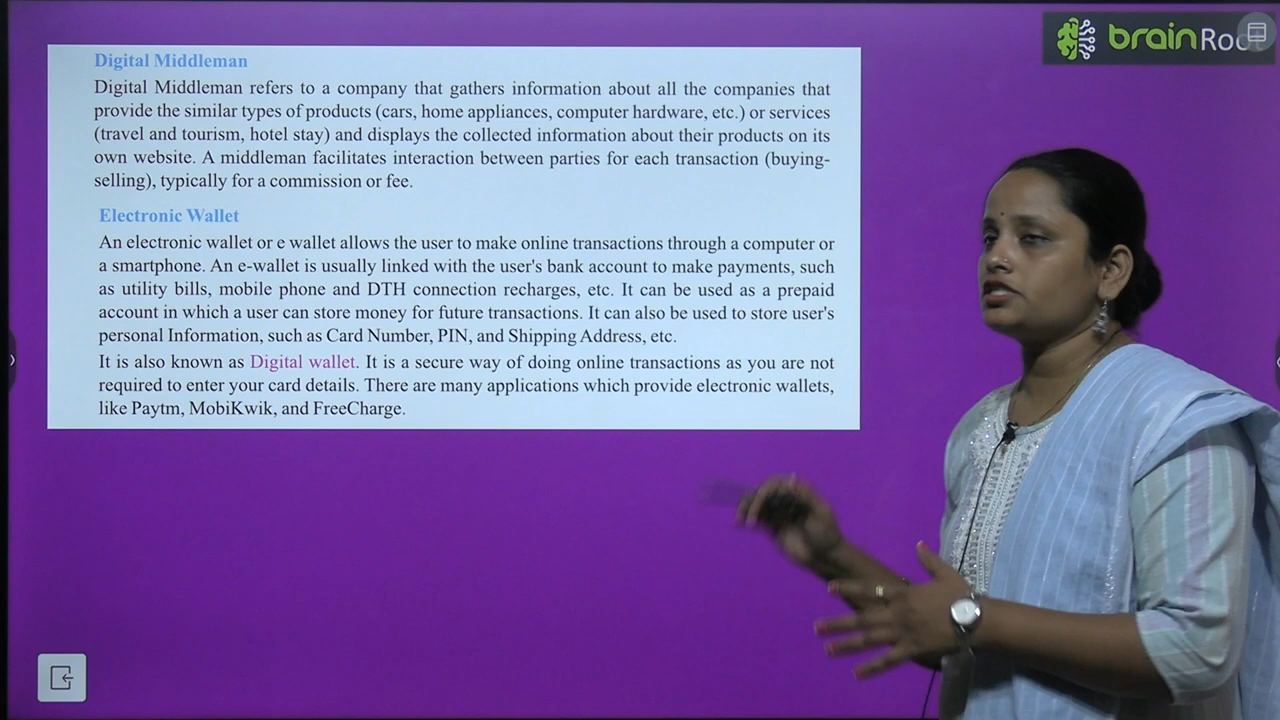 brainRoot
Digital Middleman
Digital Middleman refers to a company that gathers information about all the companies that
provide the similar types of products (cars, home appliances, computer hardware, etc.) or services
(travel and tourism, hotel stay) and displays the collected information about their products on its
own website. A middleman facilitates interaction between parties for each transaction (buying-
selling), typically for a commission or fee.
Electronic Wallet
An electronic wallet or e wallet allows the user to make online transactions through a computer or
a smartphone. An e-wallet is usually linked with the user's bank account to make payments, such
as utility bills, mobile phone and DTH connection recharges, etc. It can be used as a prepaid
account in which a user can store money for future transactions. It can also be used to store user's
personal Information, such as Card Number, PIN, and Shipping Address, etc.
It is also known as Digital wallet. It is a secure way of doing online transactions as you are not
required to enter your card details. There are many applications which provide electronic wallets,
like Paytm, MobiKwik, and FreeCharge.